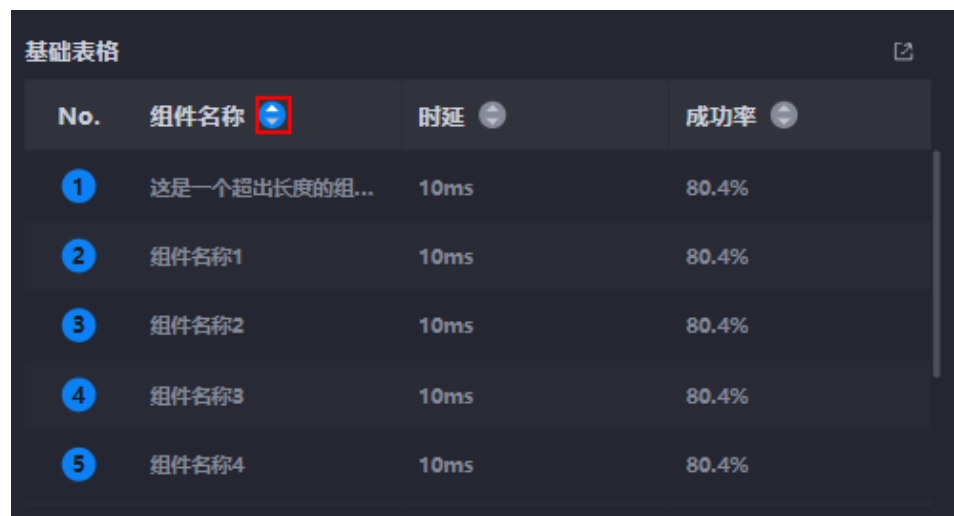 基础表格
No. 组件名称 时延 成功率
1 这是一个超出长度的组... 10ms 80.4%
2 组件名称1 10ms 80.4%
3 组件名称2 10ms 80.4%
4 组件名称3 10ms 80.4%
5 组件名称4 10ms 80.4%